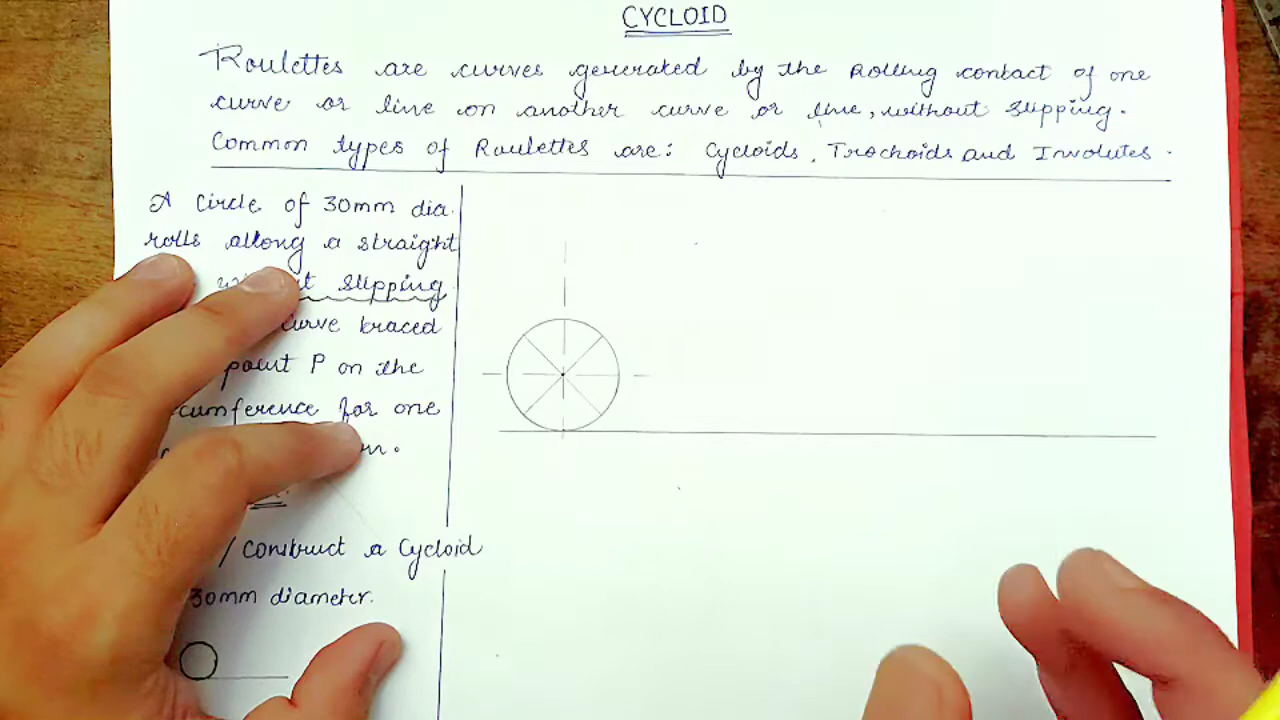 CYCLOID
Roulettes are curves generated by the Rolling contact of one
curve or line on another curve or line, without slipping.
Common types of Roulettes are: Cycloids, Trochoids and Involutes.
A Circle of 30mm dia.
rolls allong a straight
slipping
curve traced
point P on the
for one
/ Construct a Cycloid
30mm diameter.